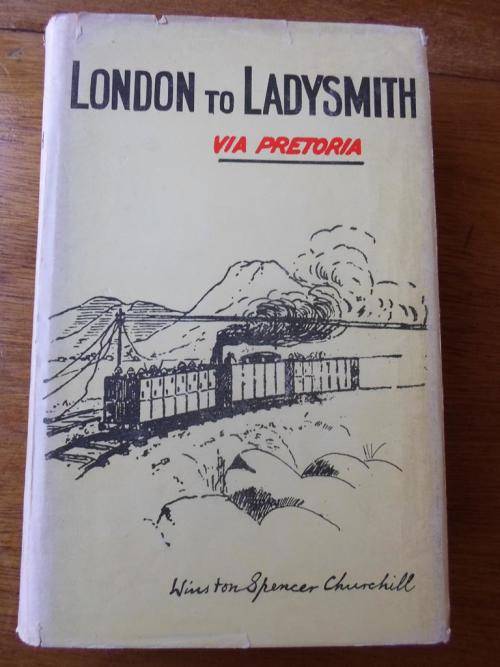 LONDON TO LADYSMITH
VIA PRETORIA
Winston Spencer Churchill